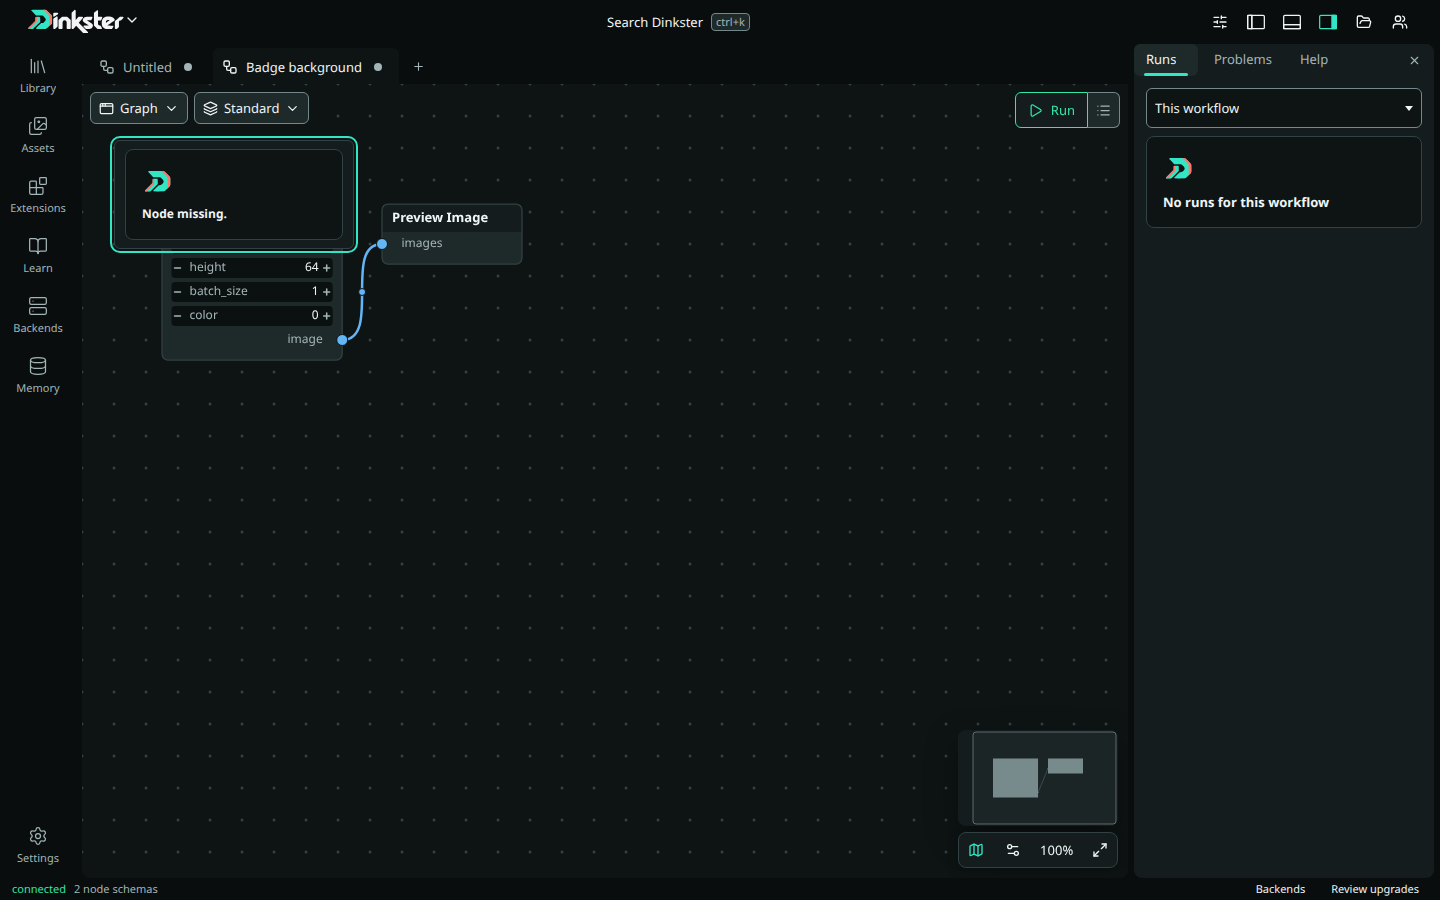 Dinkster
Search Dinkster ctrl+k
Library
Assets
Extensions
Learn
Backends
Memory
Settings
Untitled
Badge background
Graph
Standard
Run
Node missing.
height 64
batch_size 1
color 0
image
Preview Image
images
100%
Runs
Problems
Help
This workflow
No runs for this workflow
connected
2 node schemas
Backends
Review upgrades